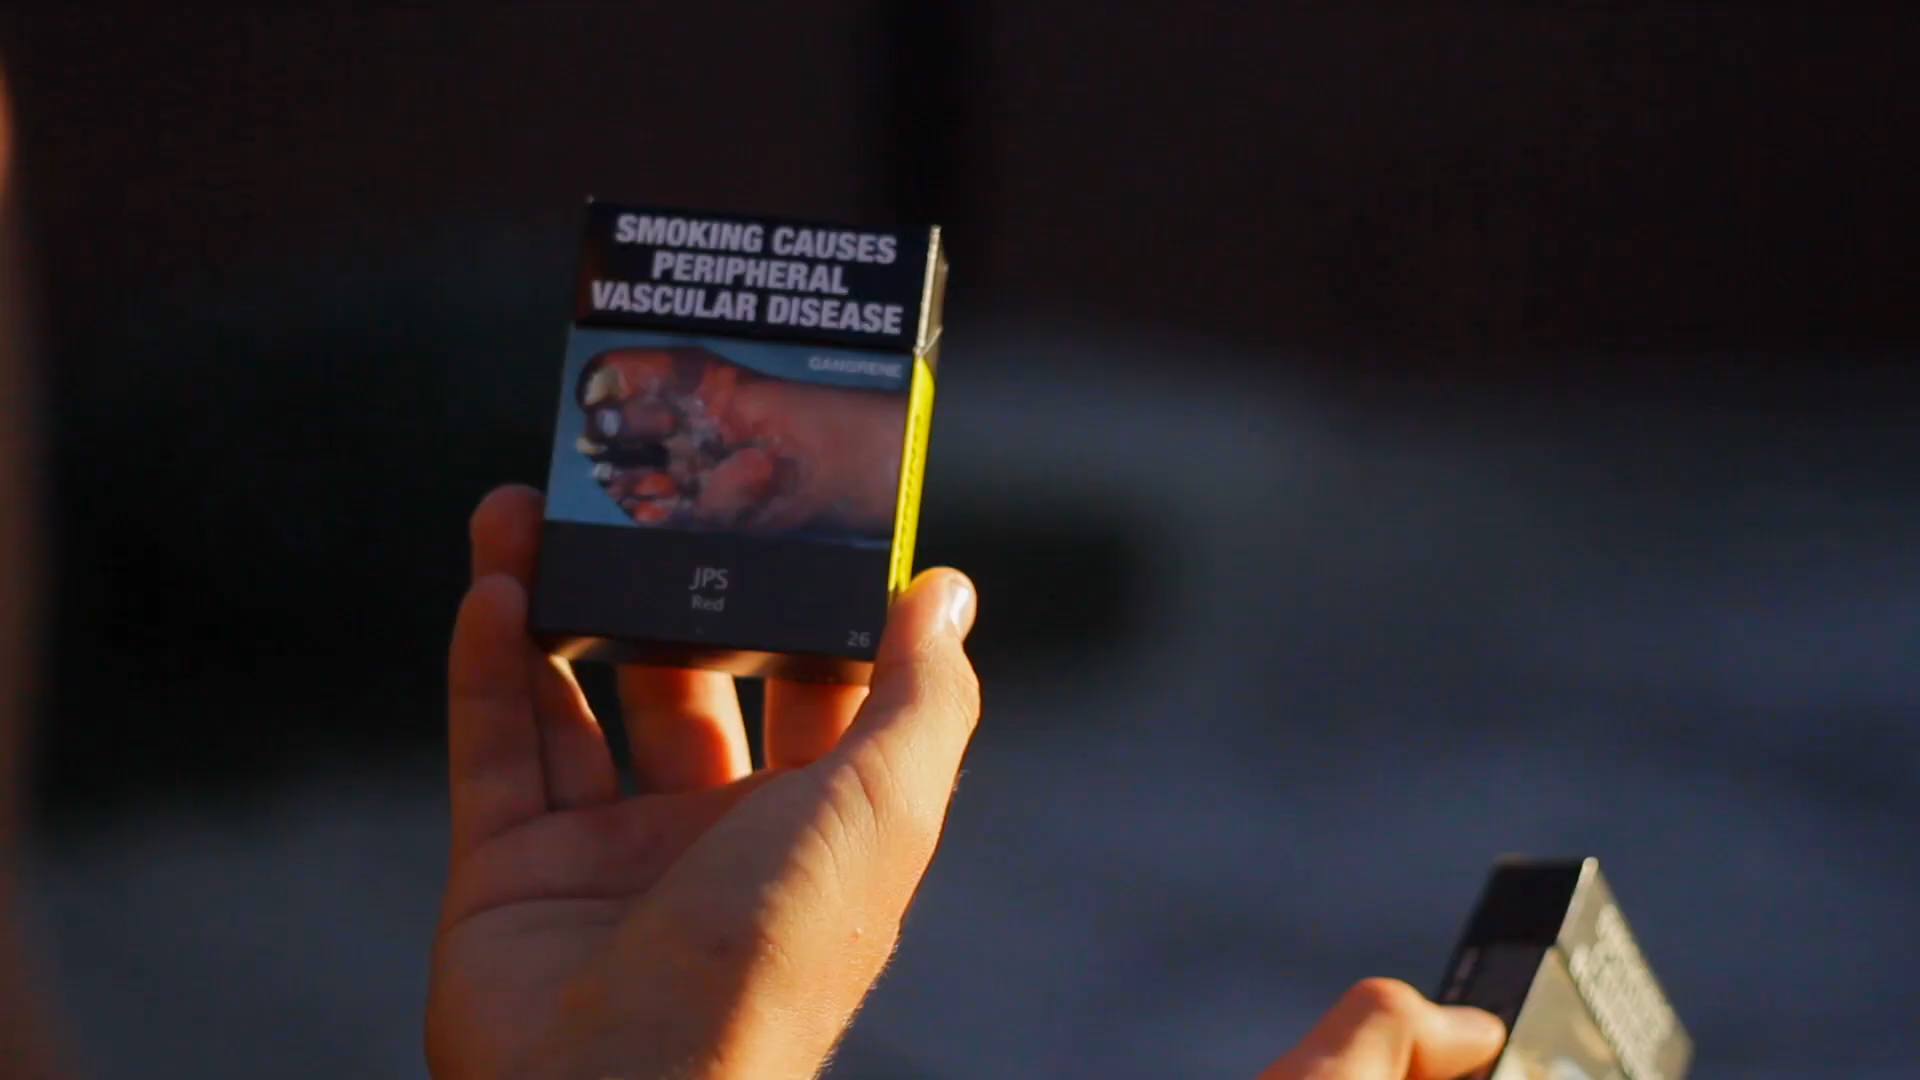 SMOKING CAUSES
PERIPHERAL
VASCULAR DISEASE
GANGRENE
JPS
Red
26